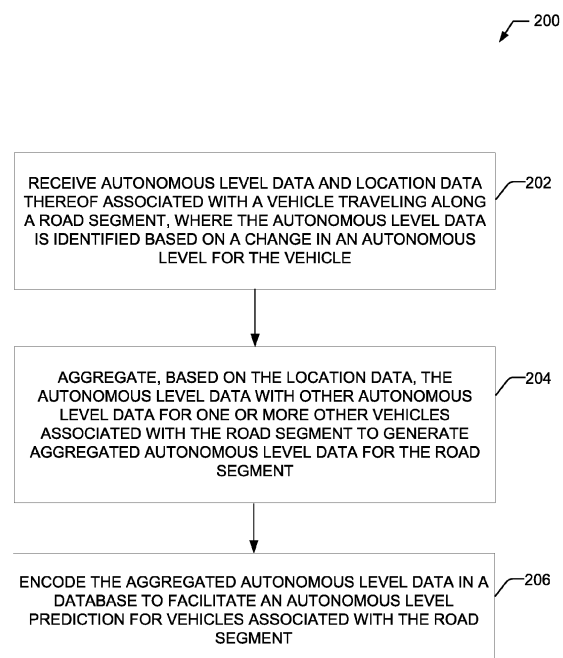 200
RECEIVE AUTONOMOUS LEVEL DATA AND LOCATION DATA
THEREOF ASSOCIATED WITH A VEHICLE TRAVELING ALONG
A ROAD SEGMENT, WHERE THE AUTONOMOUS LEVEL DATA
IS IDENTIFIED BASED ON A CHANGE IN AN AUTONOMOUS
LEVEL FOR THE VEHICLE
202
AGGREGATE, BASED ON THE LOCATION DATA, THE
AUTONOMOUS LEVEL DATA WITH OTHER AUTONOMOUS
LEVEL DATA FOR ONE OR MORE OTHER VEHICLES
ASSOCIATED WITH THE ROAD SEGMENT TO GENERATE
AGGREGATED AUTONOMOUS LEVEL DATA FOR THE ROAD
SEGMENT
204
ENCODE THE AGGREGATED AUTONOMOUS LEVEL DATA IN A
DATABASE TO FACILITATE AN AUTONOMOUS LEVEL
PREDICTION FOR VEHICLES ASSOCIATED WITH THE ROAD
SEGMENT
206